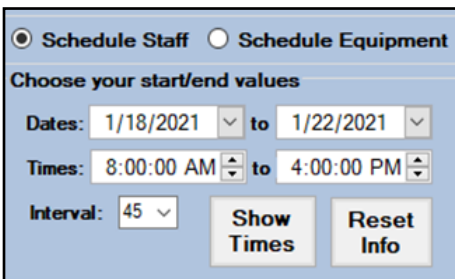 Schedule Staff Schedule Equipment
Choose your start/end values
Dates: 1/18/2021 to 1/22/2021
Times: 8:00:00 AM to 4:00:00 PM
Interval: 45
Show
Times
Reset
Info